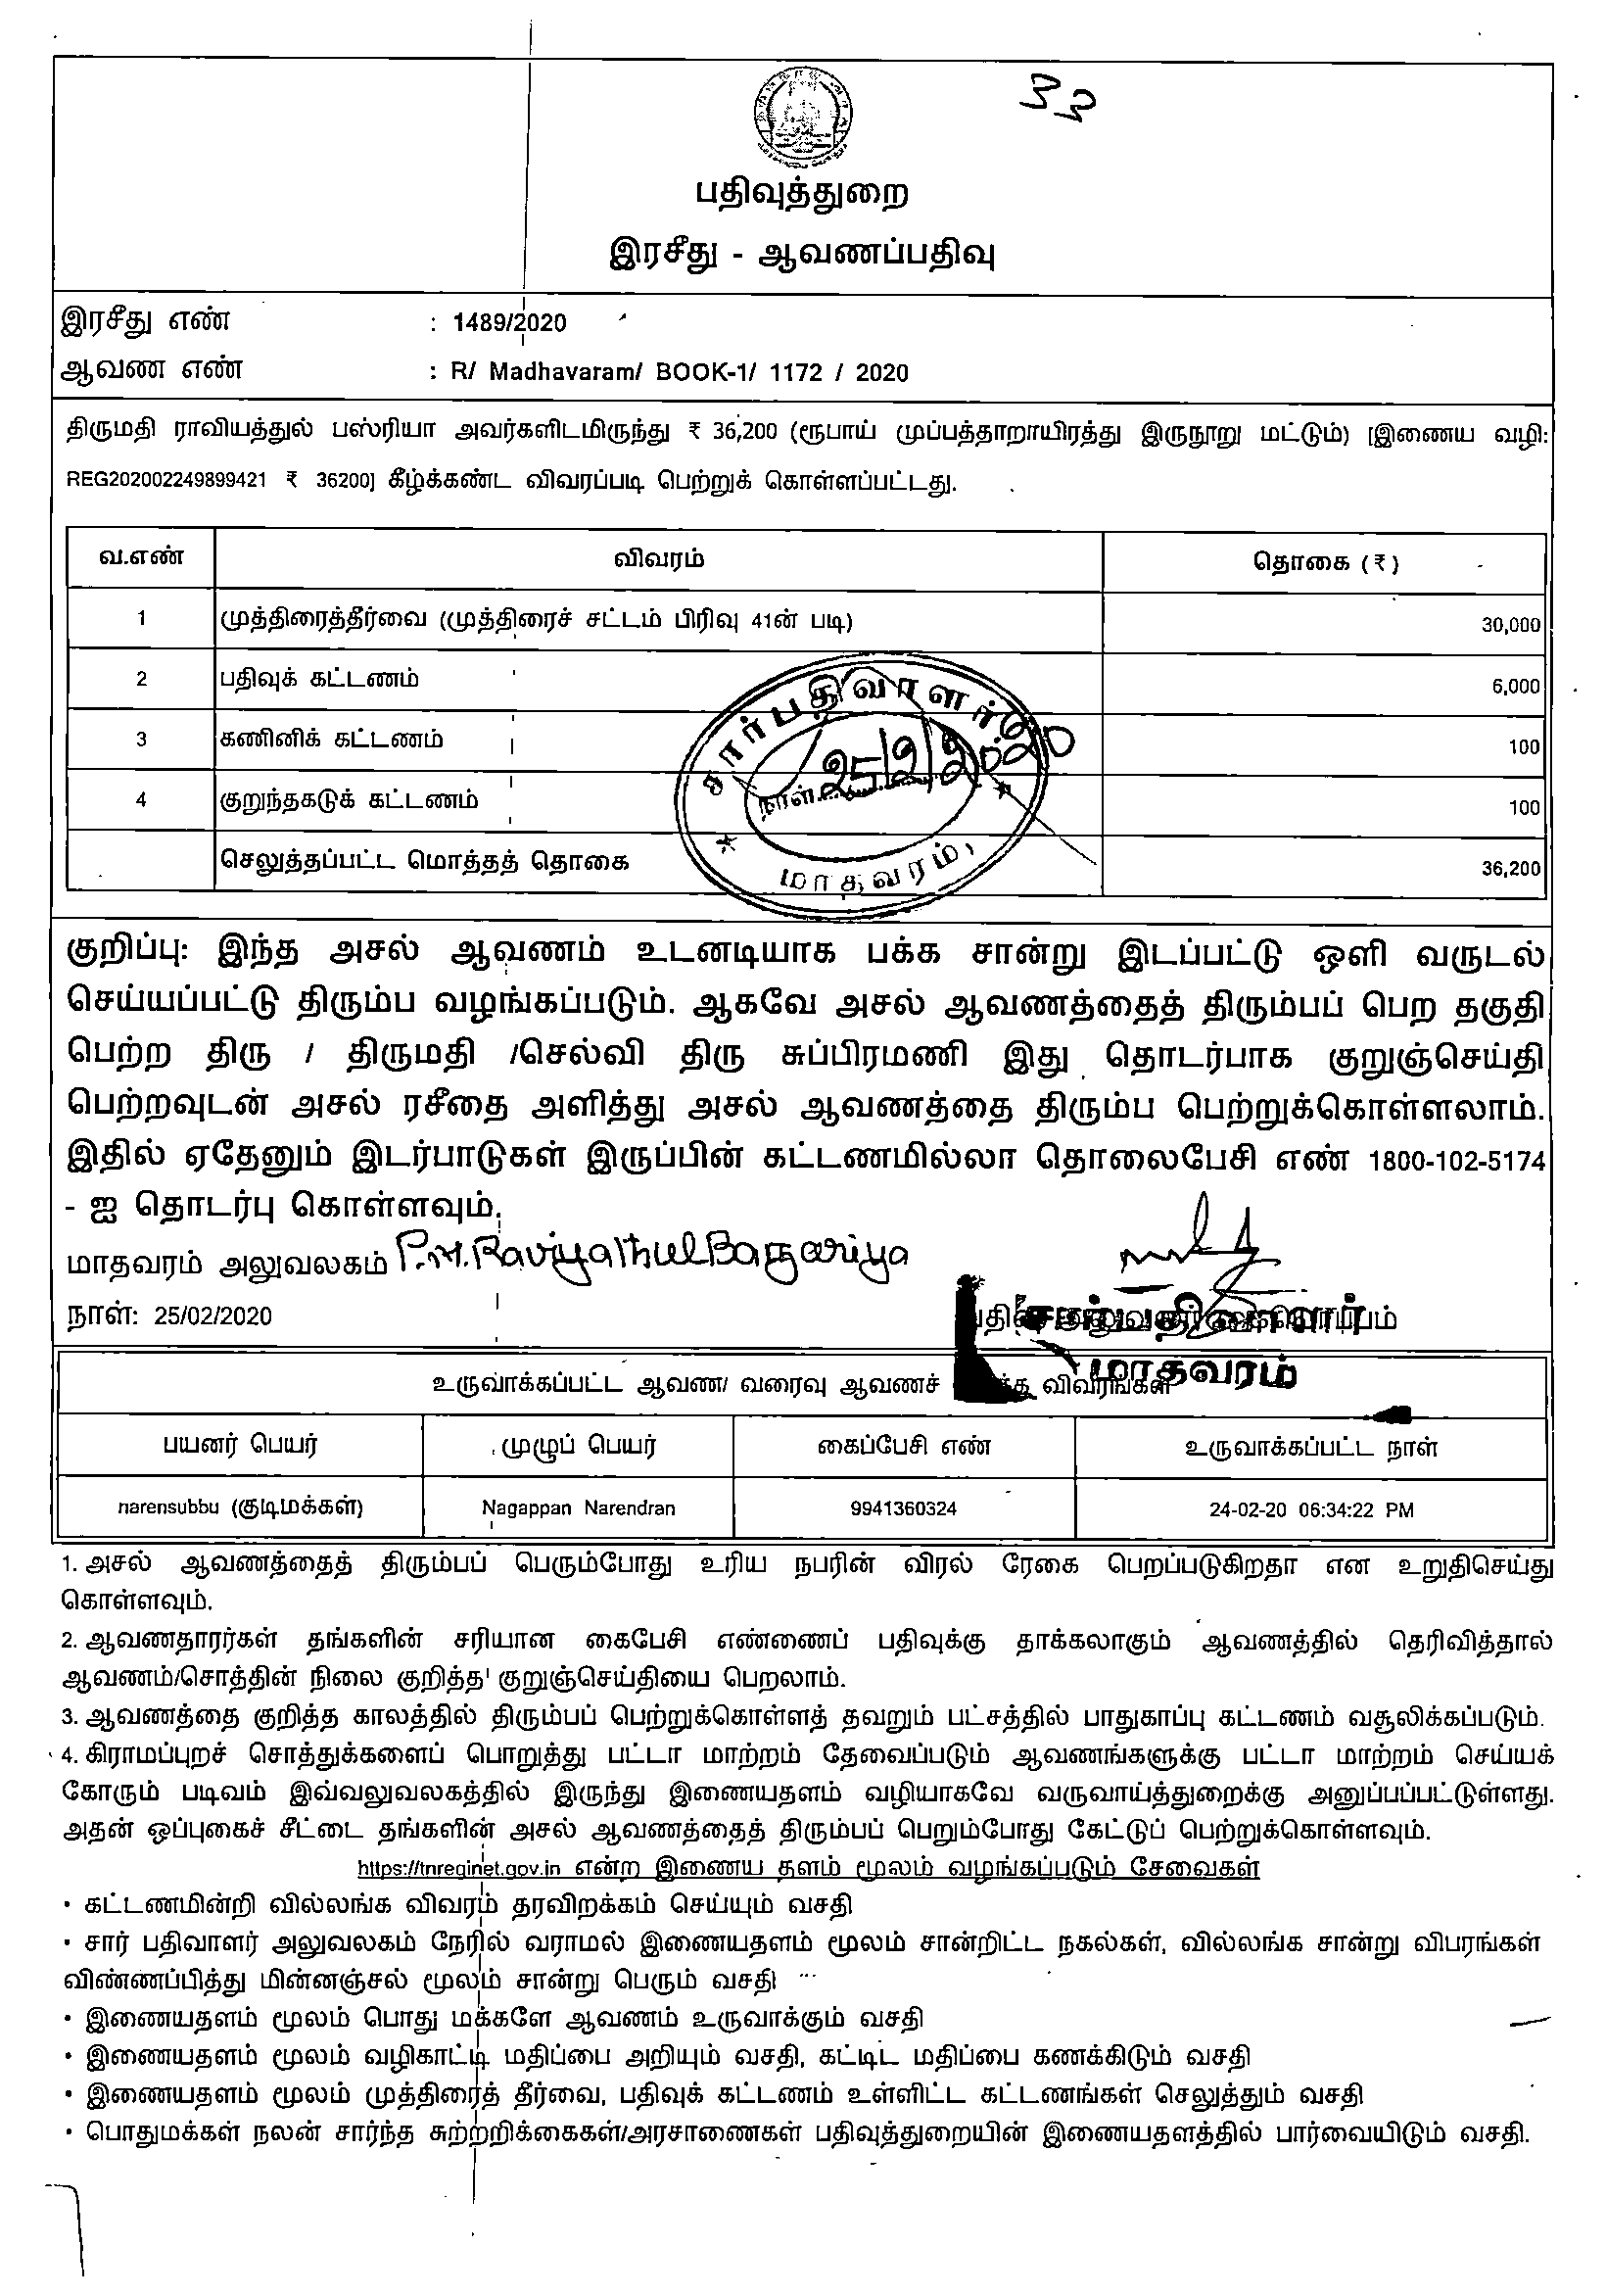 33
பதிவுத்துறை
இரசீது - ஆவணப்பதிவு
இரசீது எண் : 1489/2020
ஆவண எண் : R/ Madhavaram/ BOOK-1/ 1172 / 2020
திருமதி ராவியத்துல் பஸ்ரியா அவர்களிடமிருந்து ₹ 36,200 (ரூபாய் முப்பத்தாறாயிரத்து இருநூறு மட்டும்) [இணைய வழி:
REG202002249899421 ₹ 36200] கீழ்க்கண்ட விவரப்படி பெற்றுக் கொள்ளப்பட்டது.
வ.எண் விவரம் தொகை (₹)
1 முத்திரைத்தீர்வை (முத்திரைச் சட்டம் பிரிவு 41ன் படி) 30,000
2 பதிவுக் கட்டணம் 6,000
3 கணினிக் கட்டணம் 100
4 குறுந்தகடுக் கட்டணம் 100
செலுத்தப்பட்ட மொத்தத் தொகை 36,200
சார்பதிவாளர்
நாள் 25/2/2020
மாதவரம்
குறிப்பு: இந்த அசல் ஆவணம் உடனடியாக பக்க சான்று இடப்பட்டு ஒளி வருடல்
செய்யப்பட்டு திரும்ப வழங்கப்படும். ஆகவே அசல் ஆவணத்தைத் திரும்பப் பெற தகுதி
பெற்ற திரு / திருமதி /செல்வி திரு சுப்பிரமணி இது தொடர்பாக குறுஞ்செய்தி
பெற்றவுடன் அசல் ரசீதை அளித்து அசல் ஆவணத்தை திரும்ப பெற்றுக்கொள்ளலாம்.
இதில் ஏதேனும் இடர்பாடுகள் இருப்பின் கட்டணமில்லா தொலைபேசி எண் 1800-102-5174
- ஐ தொடர்பு கொள்ளவும்.
மாதவரம் அலுவலகம் P.M.Raviyathul Basariya
நாள்: 25/02/2020
சார்பதிவாளர்
மாதவரம்
உருவாக்கப்பட்ட ஆவண/ வரைவு ஆவணச் விவரங்கள்
பயனர் பெயர் முழுப் பெயர் கைப்பேசி எண் உருவாக்கப்பட்ட நாள்
narensubbu (குடிமக்கள்) Nagappan Narendran 9941360324 24-02-20 06:34:22 PM
1. அசல் ஆவணத்தைத் திரும்பப் பெரும்போது உரிய நபரின் விரல் ரேகை பெறப்படுகிறதா என உறுதிசெய்து
கொள்ளவும்.
2. ஆவணதாரர்கள் தங்களின் சரியான கைபேசி எண்ணைப் பதிவுக்கு தாக்கலாகும் ஆவணத்தில் தெரிவித்தால்
ஆவணம்/சொத்தின் நிலை குறித்த குறுஞ்செய்தியை பெறலாம்.
3. ஆவணத்தை குறித்த காலத்தில் திரும்பப் பெற்றுக்கொள்ளத் தவறும் பட்சத்தில் பாதுகாப்பு கட்டணம் வசூலிக்கப்படும்.
4. கிராமப்புறச் சொத்துக்களைப் பொறுத்து பட்டா மாற்றம் தேவைப்படும் ஆவணங்களுக்கு பட்டா மாற்றம் செய்யக்
கோரும் படிவம் இவ்வலுவலகத்தில் இருந்து இணையதளம் வழியாகவே வருவாய்த்துறைக்கு அனுப்பப்பட்டுள்ளது.
அதன் ஒப்புகைச் சீட்டை தங்களின் அசல் ஆவணத்தைத் திரும்பப் பெறும்போது கேட்டுப் பெற்றுக்கொள்ளவும்.
https://tnreginet.gov.in என்ற இணைய தளம் மூலம் வழங்கப்படும் சேவைகள்
• கட்டணமின்றி வில்லங்க விவரம் தரவிறக்கம் செய்யும் வசதி
• சார் பதிவாளர் அலுவலகம் நேரில் வராமல் இணையதளம் மூலம் சான்றிட்ட நகல்கள், வில்லங்க சான்று விபரங்கள்
விண்ணப்பித்து மின்னஞ்சல் மூலம் சான்று பெரும் வசதி
• இணையதளம் மூலம் பொது மக்களே ஆவணம் உருவாக்கும் வசதி
• இணையதளம் மூலம் வழிகாட்டி மதிப்பை அறியும் வசதி, கட்டிட மதிப்பை கணக்கிடும் வசதி
• இணையதளம் மூலம் முத்திரைத் தீர்வை, பதிவுக் கட்டணம் உள்ளிட்ட கட்டணங்கள் செலுத்தும் வசதி
• பொதுமக்கள் நலன் சார்ந்த சுற்றறிக்கைகள்/அரசாணைகள் பதிவுத்துறையின் இணையதளத்தில் பார்வையிடும் வசதி.